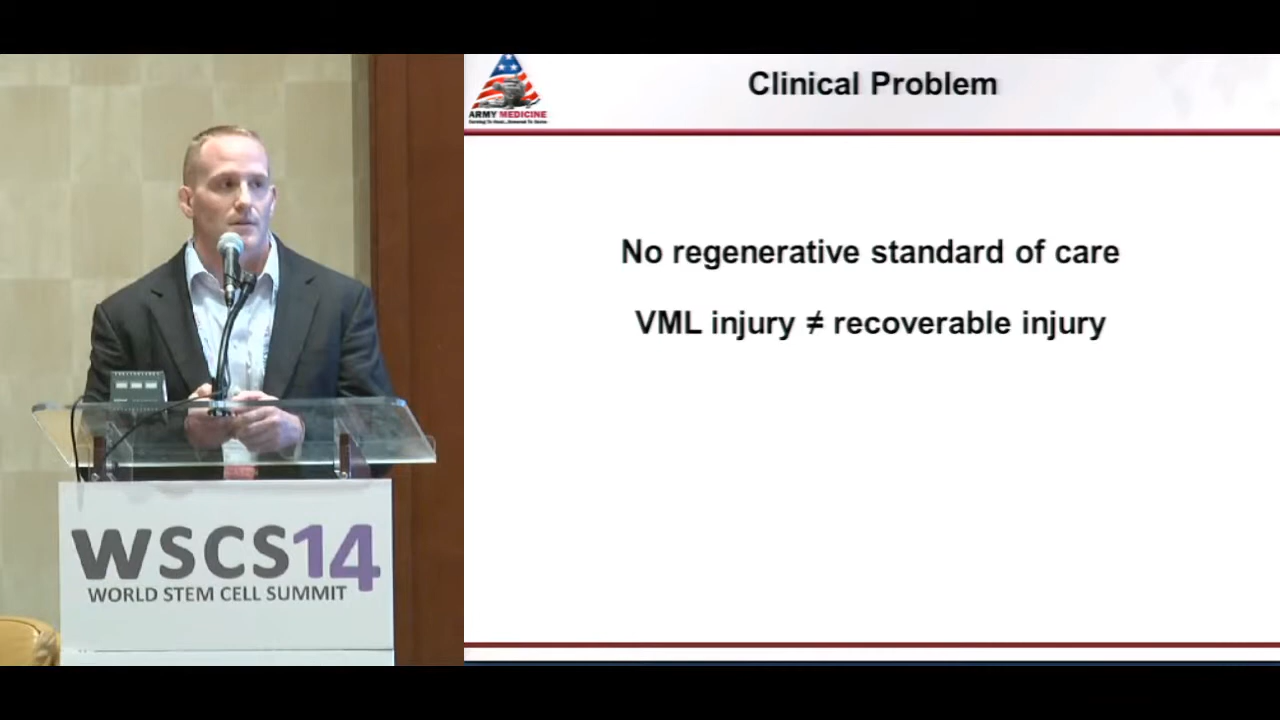 ARMY MEDICINE
Clinical Problem
No regenerative standard of care
VML injury ≠ recoverable injury
WSCS14
WORLD STEM CELL SUMMIT